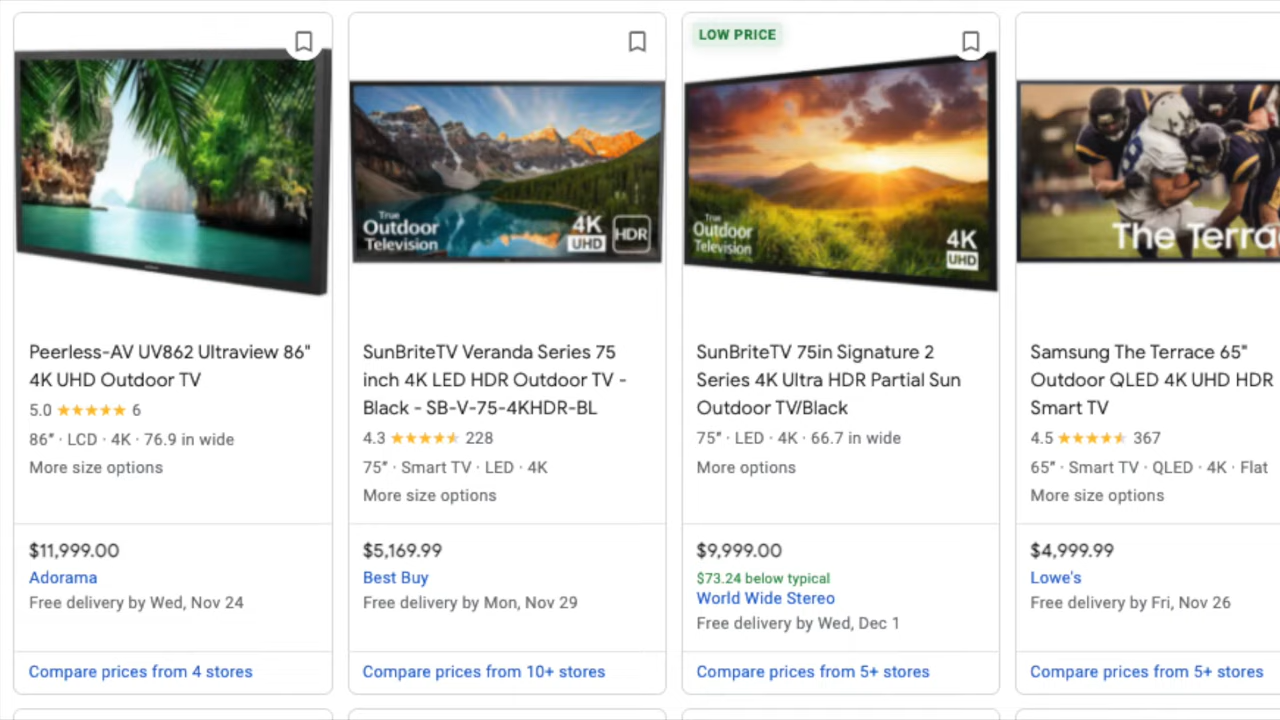 Peerless-AV UV862 Ultraview 86"
4K UHD Outdoor TV
5.0 ★★★★★ 6
86″ · LCD · 4K · 76.9 in wide
More size options
$11,999.00
Adorama
Free delivery by Wed, Nov 24
Compare prices from 4 stores
True
Outdoor
Television
4K
UHD
HDR
SunBriteTV Veranda Series 75
inch 4K LED HDR Outdoor TV -
Black - SB-V-75-4KHDR-BL
4.3 ★★★★★ 228
75″ · Smart TV · LED · 4K
More size options
$5,169.99
Best Buy
Free delivery by Mon, Nov 29
Compare prices from 10+ stores
LOW PRICE
True
Outdoor
Television
4K
UHD
SunBriteTV 75in Signature 2
Series 4K Ultra HDR Partial Sun
Outdoor TV/Black
75″ · LED · 4K · 66.7 in wide
More options
$9,999.00
$73.24 below typical
World Wide Stereo
Free delivery by Wed, Dec 1
Compare prices from 5+ stores
The Terra
Samsung The Terrace 65"
Outdoor QLED 4K UHD HDR
Smart TV
4.5 ★★★★★ 367
65″ · Smart TV · QLED · 4K · Flat
More size options
$4,999.99
Lowe's
Free delivery by Fri, Nov 26
Compare prices from 5+ stores